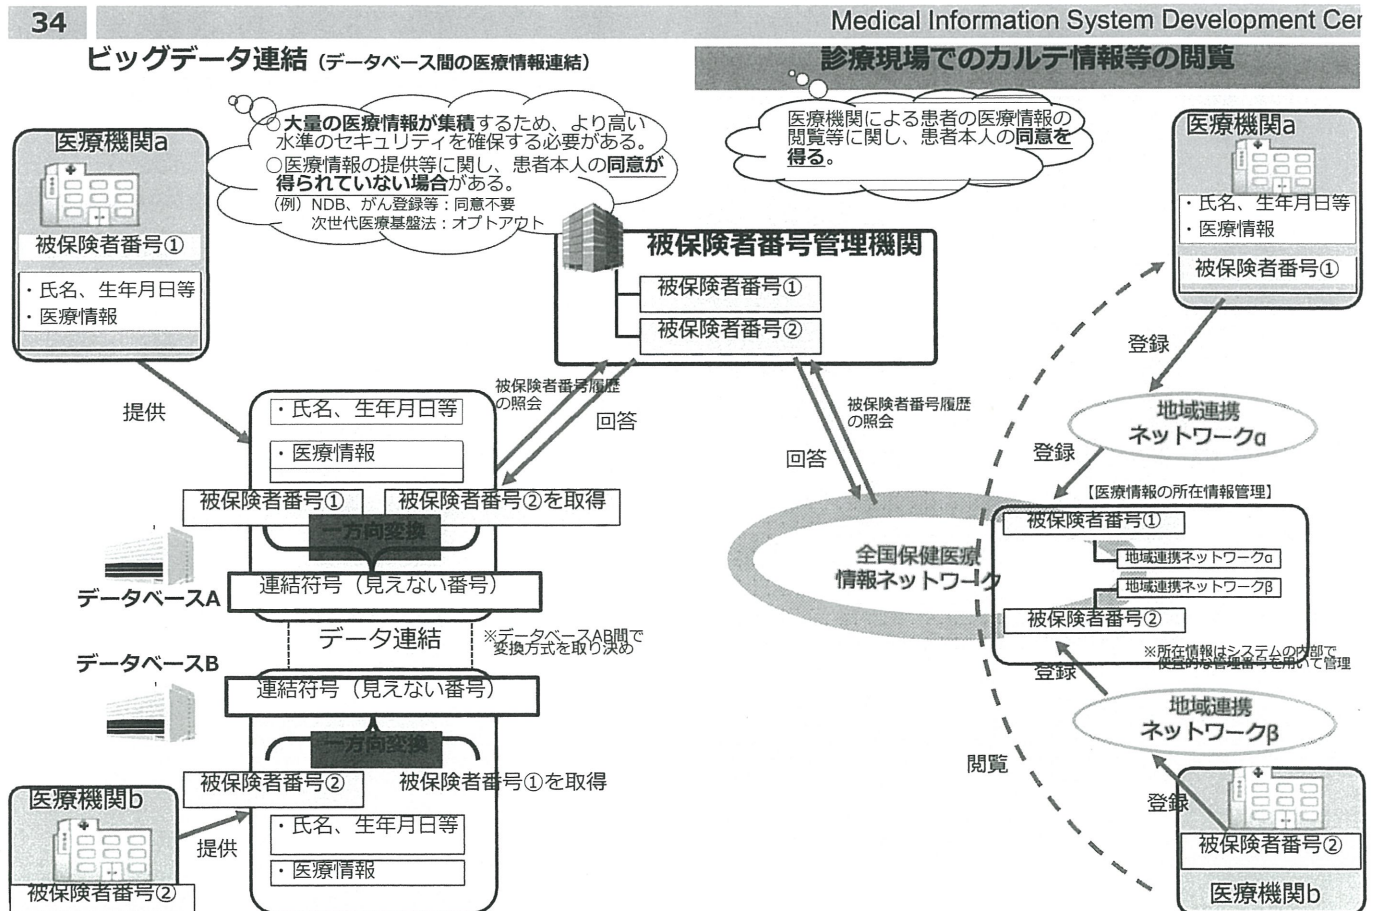 34
Medical Information System Development Cer
ビッグデータ連結（データベース間の医療情報連結）
○大量の医療情報が集積するため、より高い
水準のセキュリティを確保する必要がある。
○医療情報の提供等に関し、患者本人の同意が
得られていない場合がある。
（例）NDB、がん登録等：同意不要
次世代医療基盤法：オプトアウト
医療機関a
被保険者番号①
・氏名、生年月日等
・医療情報
提供
被保険者番号管理機関
被保険者番号①
被保険者番号②
被保険者番号履歴
の照会
回答
・氏名、生年月日等
・医療情報
被保険者番号①
被保険者番号②を取得
一方向変換
連結符号（見えない番号）
データベースA
データ連結
※データベースAB間で
変換方式を取り決め
データベースB
連結符号（見えない番号）
一方向変換
被保険者番号②
被保険者番号①を取得
・氏名、生年月日等
・医療情報
医療機関b
被保険者番号②
提供
診療現場でのカルテ情報等の閲覧
医療機関による患者の医療情報の
閲覧等に関し、患者本人の同意を
得る。
医療機関a
・氏名、生年月日等
・医療情報
被保険者番号①
登録
地域連携
ネットワークα
登録
被保険者番号履歴
の照会
回答
全国保健医療
情報ネットワーク
【医療情報の所在情報管理】
被保険者番号①
地域連携ネットワークα
地域連携ネットワークβ
被保険者番号②
※所在情報はシステムの内部で
便宜的な管理番号を用いて管理
登録
地域連携
ネットワークβ
閲覧
登録
被保険者番号②
医療機関b